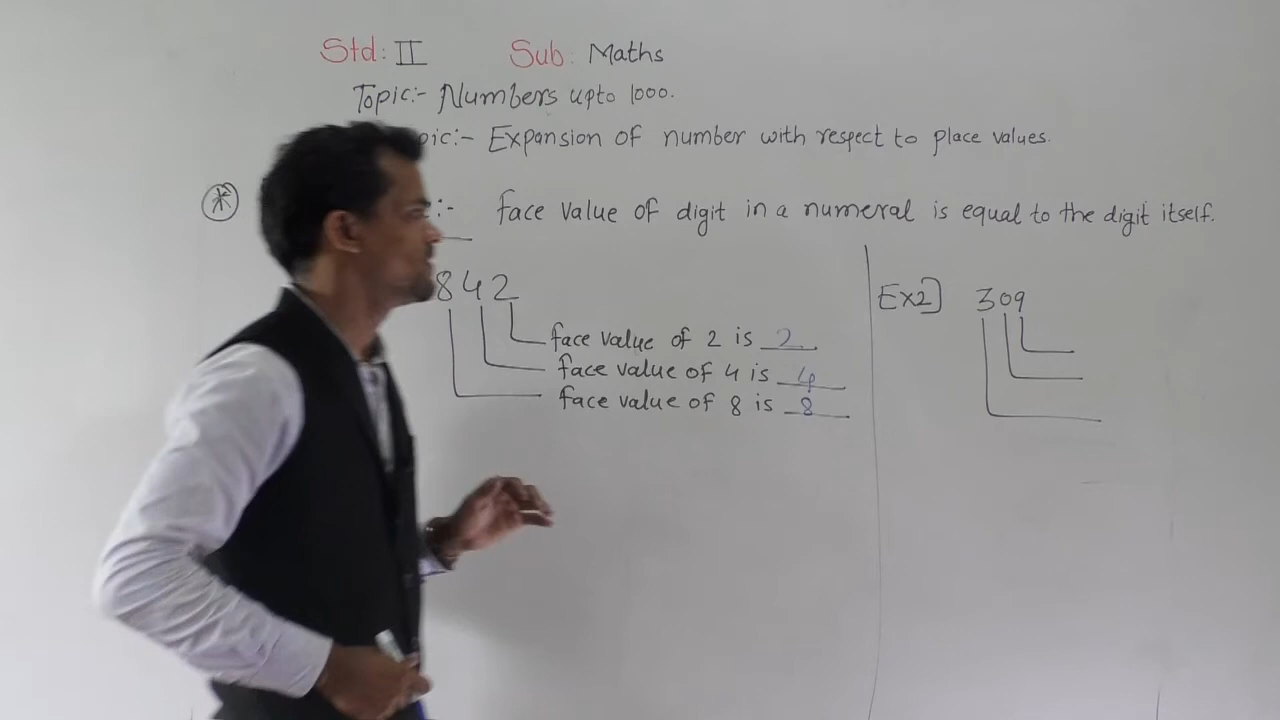 Std: II Sub: Maths
Topic:- Numbers upto 1000.
pic:- Expansion of number with respect to place values.
* :- face value of digit in a numeral is equal to the digit itself.
842
face value of 2 is 2
face value of 4 is 4
face value of 8 is 8
Ex2] 309